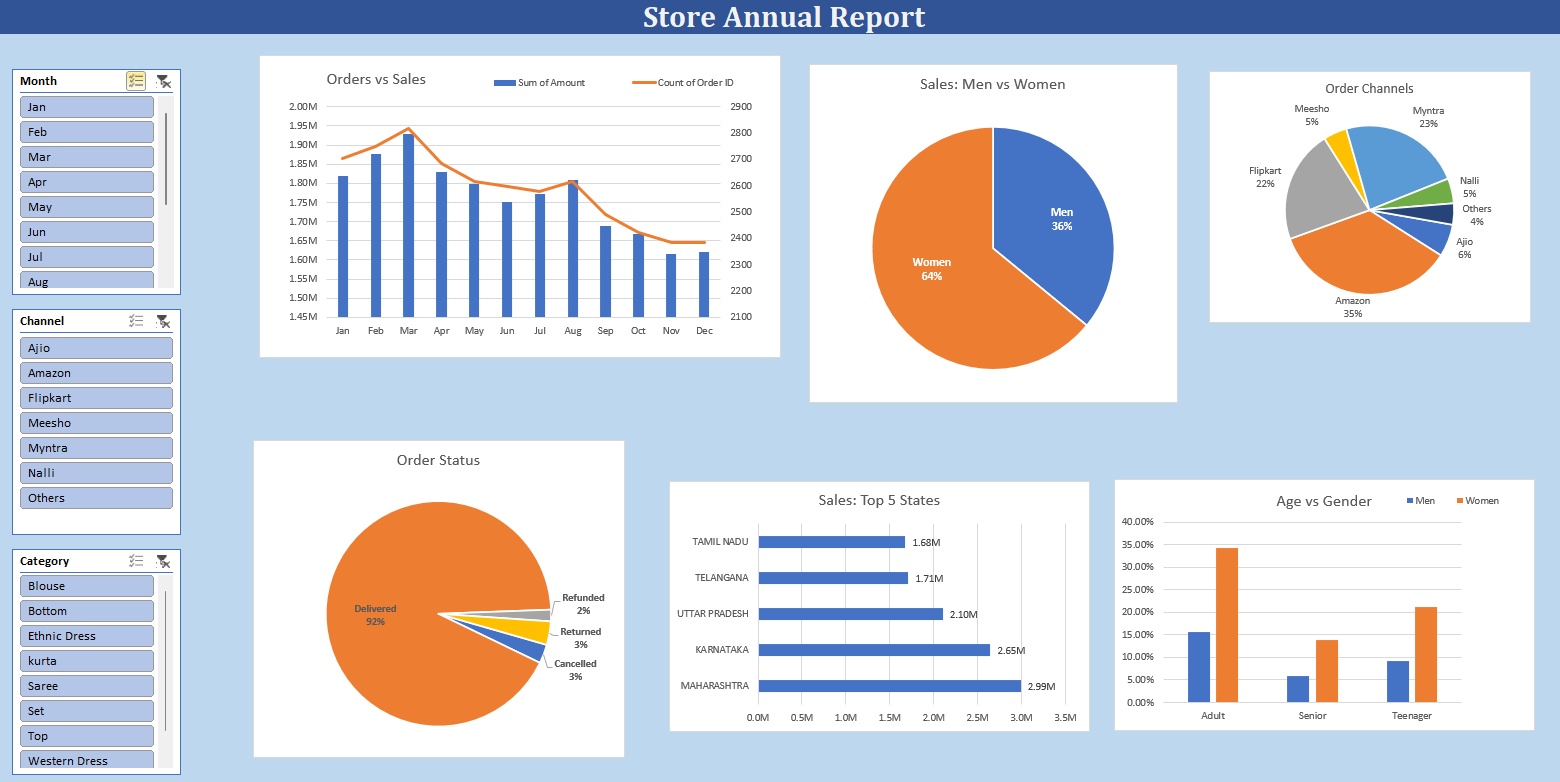 Store Annual Report
Month
Jan
Feb
Mar
Apr
May
Jun
Jul
Aug
Channel
Ajio
Amazon
Flipkart
Meesho
Myntra
Nalli
Others
Category
Blouse
Bottom
Ethnic Dress
kurta
Saree
Set
Top
Western Dress
Orders vs Sales
Sum of Amount
Count of Order ID
2.00M
1.95M
1.90M
1.85M
1.80M
1.75M
1.70M
1.65M
1.60M
1.55M
1.50M
1.45M
2900
2800
2700
2600
2500
2400
2300
2200
2100
Jan Feb Mar Apr May Jun Jul Aug Sep Oct Nov Dec
Sales: Men vs Women
Men
36%
Women
64%
Order Channels
Meesho
5%
Myntra
23%
Flipkart
22%
Nalli
5%
Others
4%
Ajio
6%
Amazon
35%
Order Status
Delivered
92%
Refunded
2%
Returned
3%
Cancelled
3%
Sales: Top 5 States
TAMIL NADU 1.68M
TELANGANA 1.71M
UTTAR PRADESH 2.10M
KARNATAKA 2.65M
MAHARASHTRA 2.99M
0.0M 0.5M 1.0M 1.5M 2.0M 2.5M 3.0M 3.5M
Age vs Gender
Men
Women
40.00%
35.00%
30.00%
25.00%
20.00%
15.00%
10.00%
5.00%
0.00%
Adult Senior Teenager